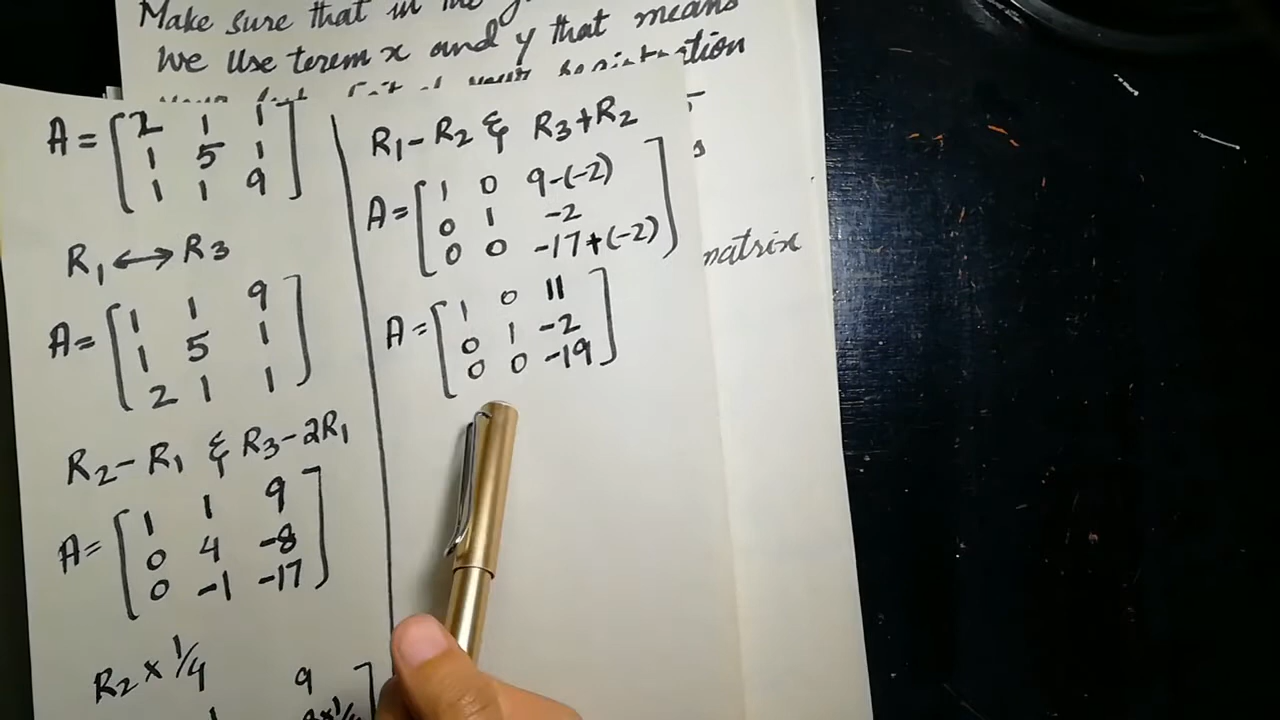 Make sure that in the
We use terem x and y that means
A = [ 2 1 1
1 5 1
1 1 9 ]
R1 ↔ R3
A = [ 1 1 9
1 5 1
2 1 1 ]
R2 - R1 & R3 - 2R1
A = [ 1 1 9
0 4 -8
0 -1 -17 ]
R2 × 1/4
9
R1 - R2 & R3 + R2
A = [ 1 0 9-(-2)
0 1 -2
0 0 -17+(-2) ]
A = [ 1 0 11
0 1 -2
0 0 -19 ]
matrix